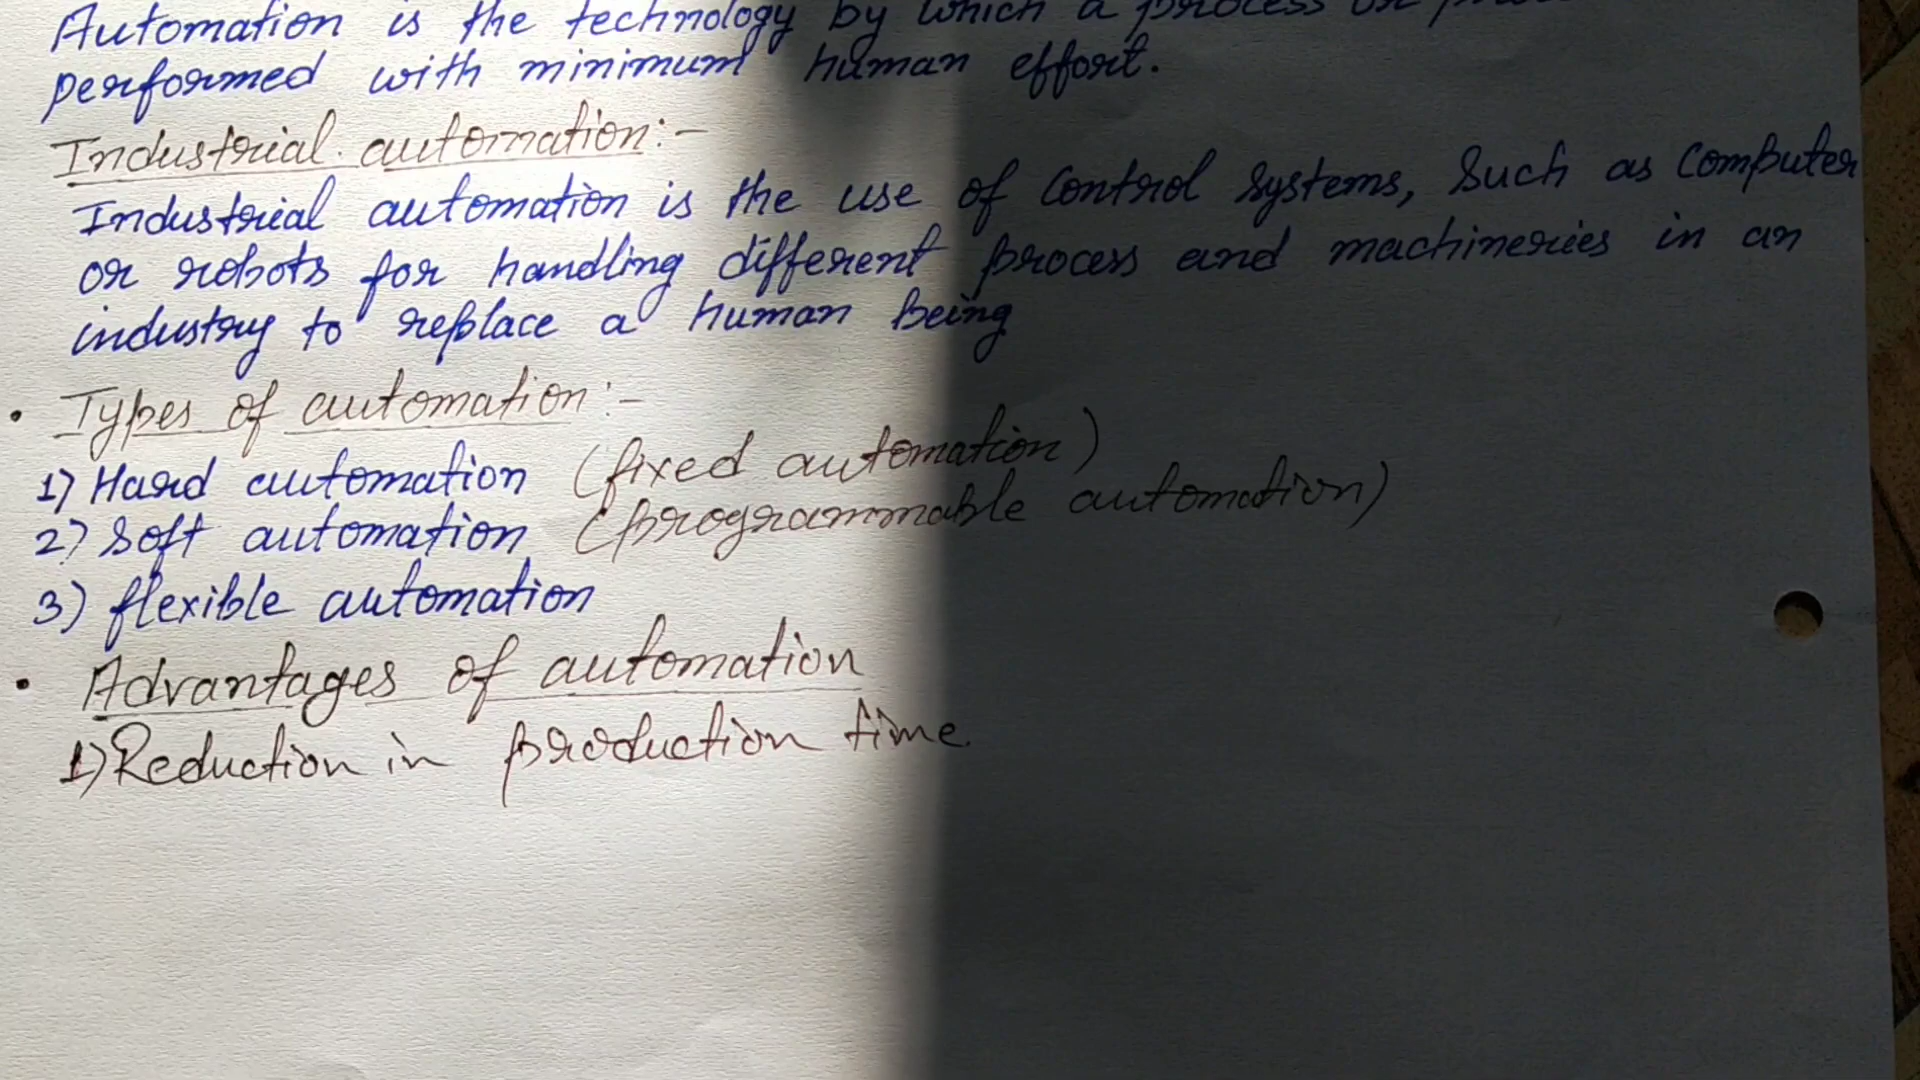 Automation is the technology by which a process or
performed with minimum human effort.
Industrial automation:-
Industrial automation is the use of Control Systems, Such as Computer
or robots for handling different process and machineries in an
industry to replace a human being
• Types of automation:-
1) Hard automation (fixed automation)
2) Soft automation (programmable automation)
3) flexible automation
• Advantages of automation
1) Reduction in production time.